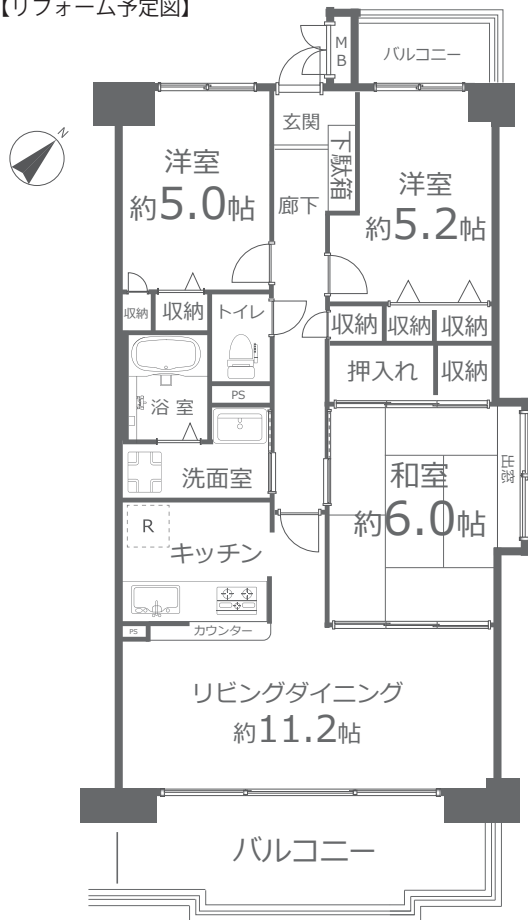 【リフォーム予定図】
MB
バルコニー
N
玄関
下駄箱
洋室
約5.0帖
廊下
洋室
約5.2帖
収納
収納
トイレ
収納
収納
収納
押入れ
収納
PS
浴室
洗面室
和室
約6.0帖
出窓
R
キッチン
PS
カウンター
リビングダイニング
約11.2帖
バルコニー